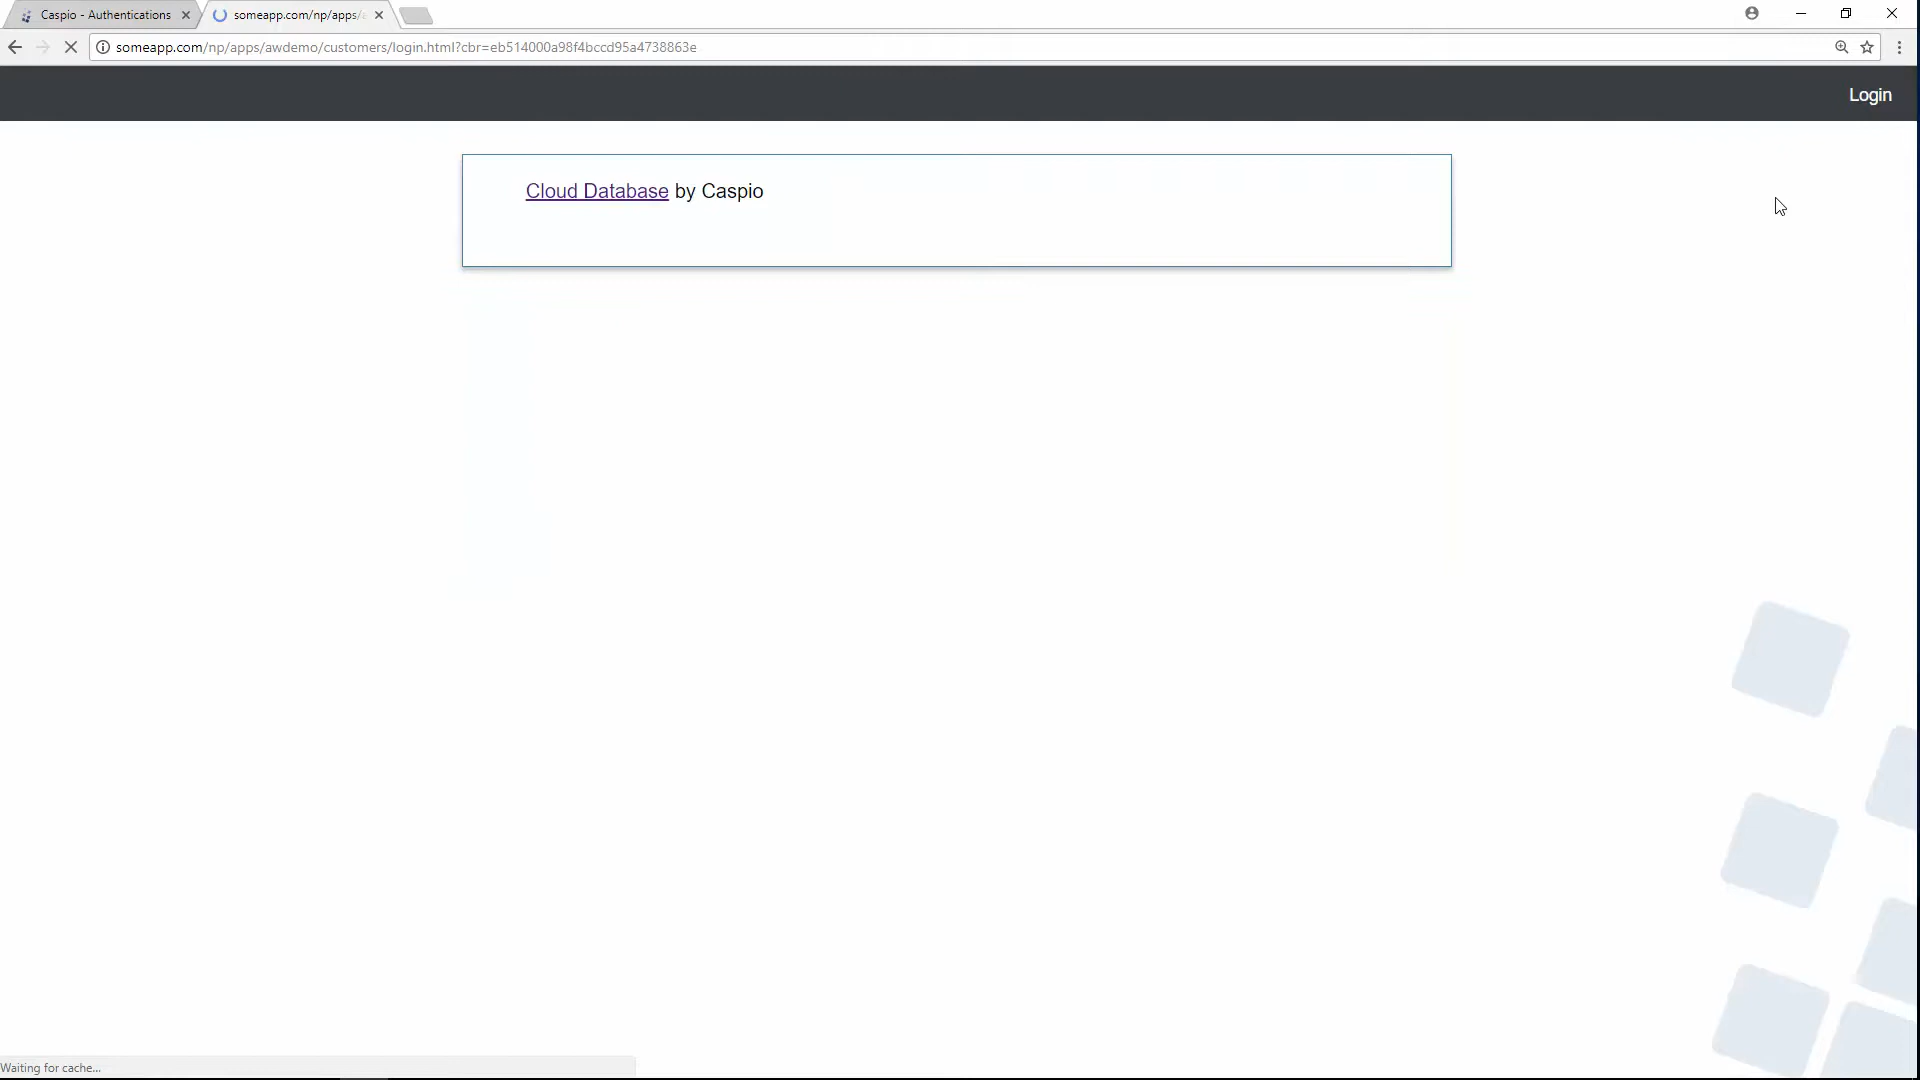 Caspio - Authentications
someapp.com/np/apps/
someapp.com/np/apps/awdemo/customers/login.html?cbr=eb514000a98f4bccd95a4738863e
Login
Cloud Database by Caspio
Waiting for cache...